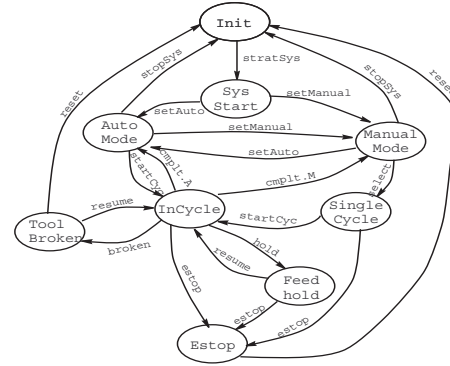 Init
stratSys
stopSys
stopSys
reset
reset
Sys
Start
setManual
setAuto
Auto
Mode
setManual
Manual
Mode
setAuto
startCyc
cmplt.A
cmplt.M
select
resume
InCycle
startCyc
Single
Cycle
Tool
Broken
broken
hold
resume
Feed
hold
estop
estop
estop
Estop